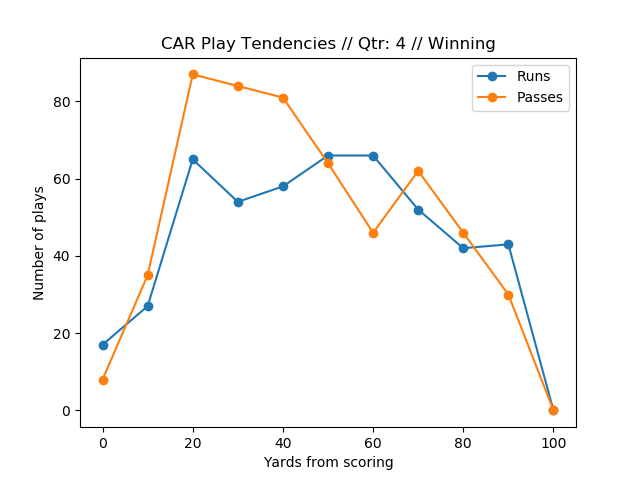 CAR Play Tendencies // Qtr: 4 // Winning
Runs
Passes
Number of plays
80
60
40
20
0
0 20 40 60 80 100
Yards from scoring